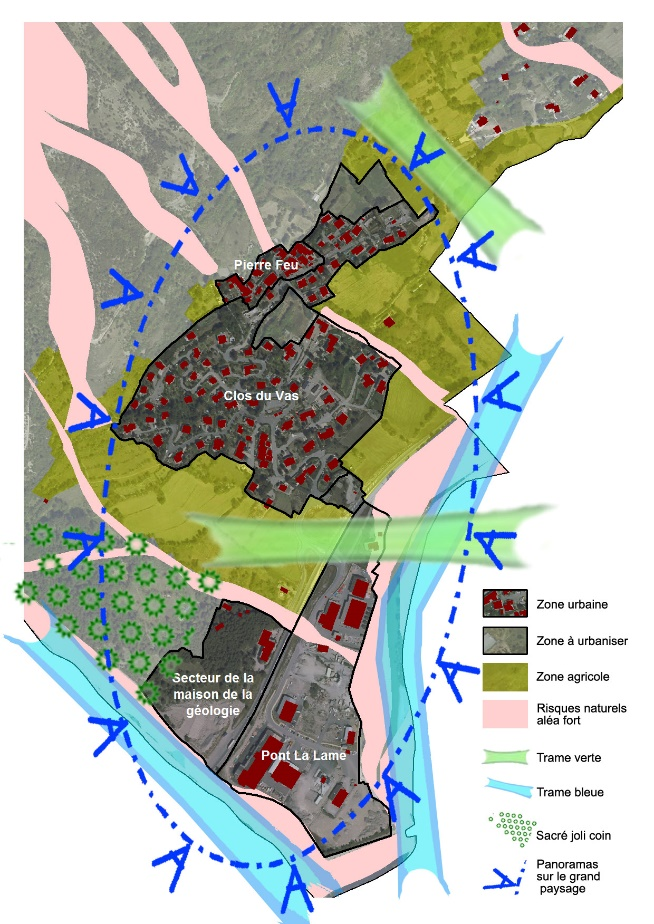 Pierre Feu
Clos du Vas
Secteur de la
maison de la
géologie
Pont La Lame
Zone urbaine
Zone à urbaniser
Zone agricole
Risques naturels
aléa fort
Trame verte
Trame bleue
Sacré joli coin
Panoramas
sur le grand
paysage